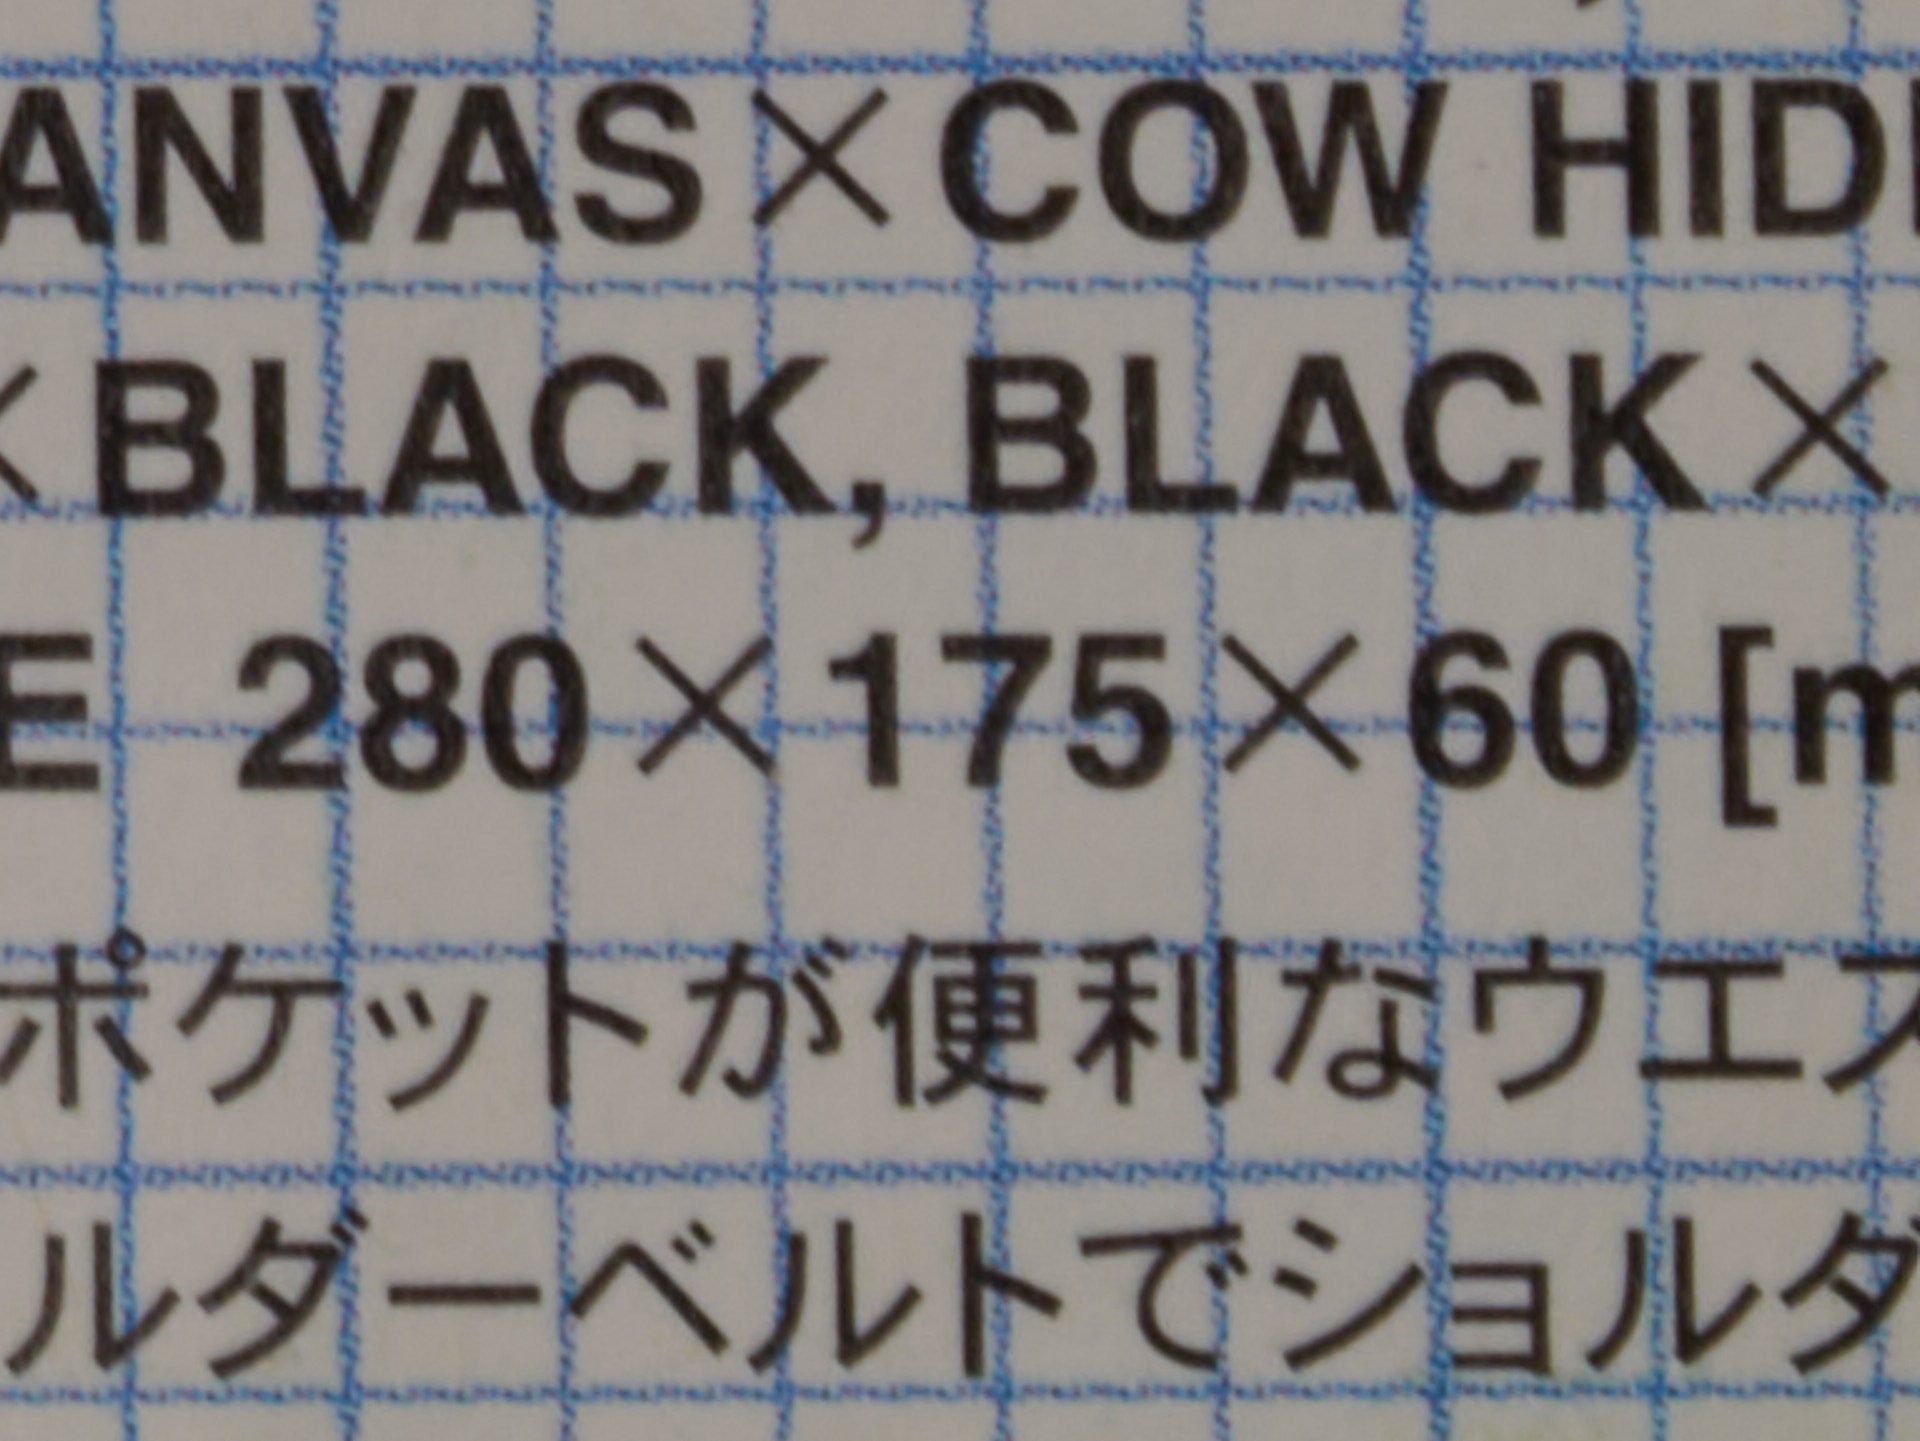 ANVAS×COW HID
×BLACK, BLACK×
E 280×175×60 [m
ポケットが便利なウエス
ルダーベルトでショルダ